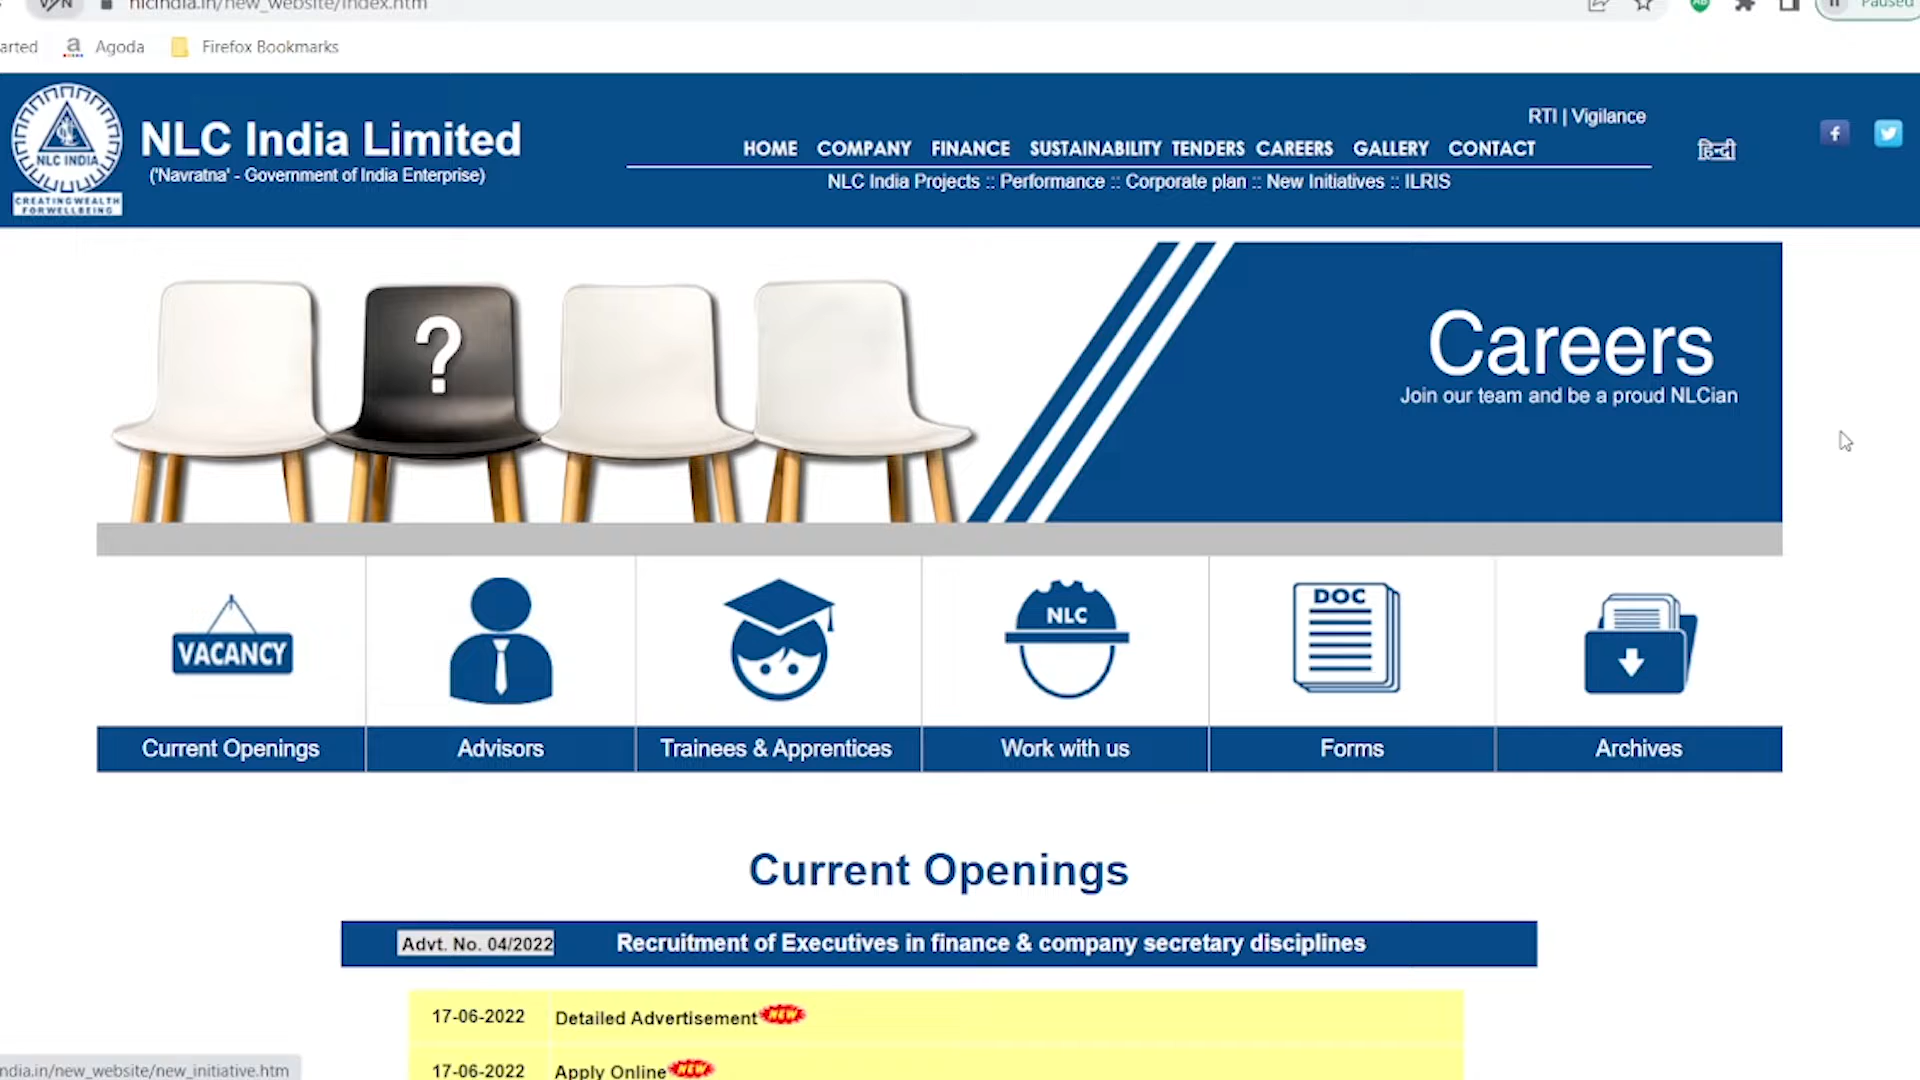 nlcindia.in/new_website/index.htm
Paused
arted
Agoda
Firefox Bookmarks
NLC India Limited
('Navratna' - Government of India Enterprise)
NLC INDIA
CREATING WEALTH
FOR WELLBEING
RTI | Vigilance
HOME COMPANY FINANCE SUSTAINABILITY TENDERS CAREERS GALLERY CONTACT
हिन्दी
NLC India Projects :: Performance :: Corporate plan :: New Initiatives :: ILRIS
?
Careers
Join our team and be a proud NLCian
VACANCY
NLC
DOC
Current Openings
Advisors
Trainees & Apprentices
Work with us
Forms
Archives
Current Openings
Advt. No. 04/2022 Recruitment of Executives in finance & company secretary disciplines
17-06-2022 Detailed Advertisement NEW
17-06-2022 Apply Online NEW
ndia.in/new_website/new_initiative.htm